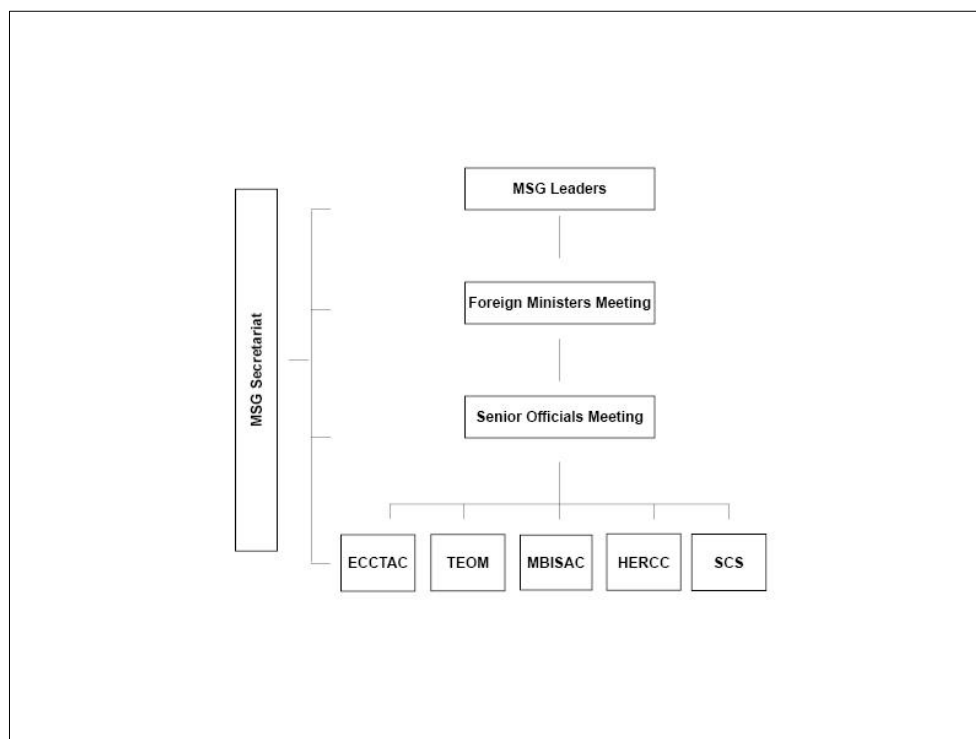 MSG Leaders
MSG Secretariat
Foreign Ministers Meeting
Senior Officials Meeting
ECCTAC
TEOM
MBISAC
HERCC
SCS